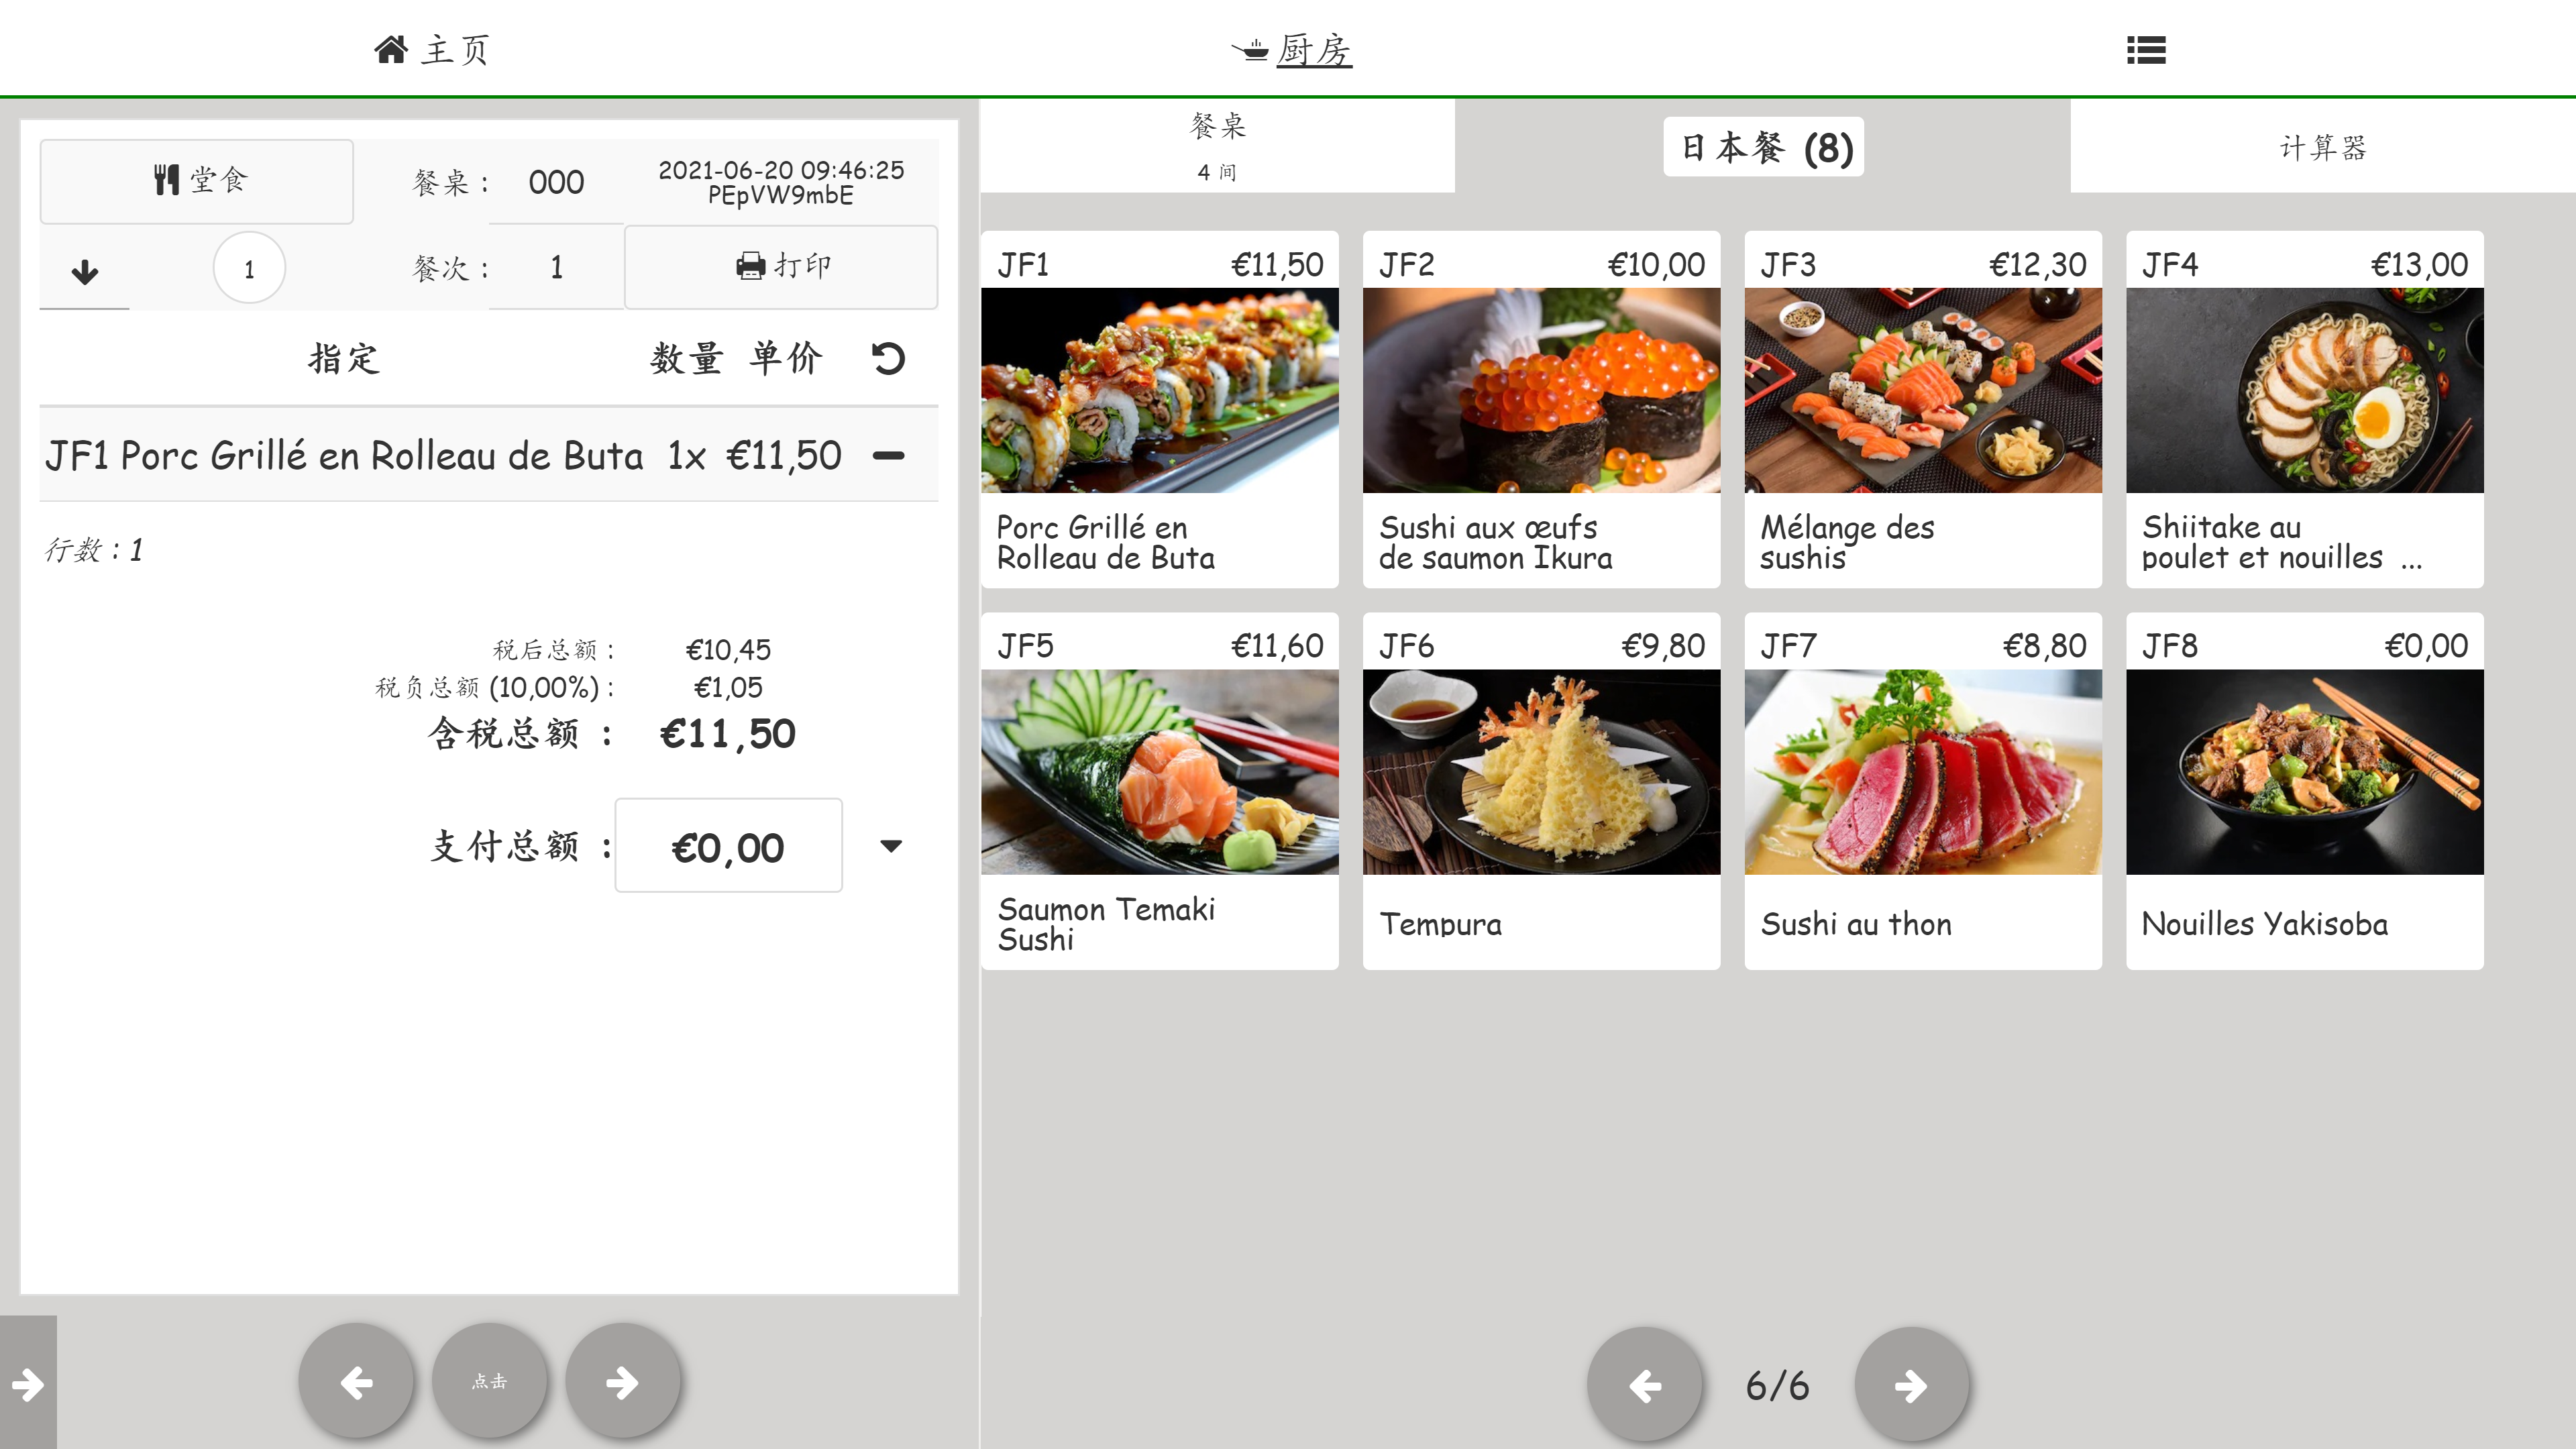 主页
厨房
堂食
餐桌 :
000
2021-06-20 09:46:25
PEpVW9mbE
1
餐次 :
1
打印
指定
数量
单价
JF1 Porc Grillé en Rolleau de Buta 1x €11,50
行数 : 1
税后总额 : €10,45
税负总额 (10,00%) : €1,05
含税总额 : €11,50
支付总额 : €0,00
点击
餐桌
4 间
日本餐 (8)
计算器
JF1 €11,50
Porc Grillé en
Rolleau de Buta
JF2 €10,00
Sushi aux œufs
de saumon Ikura
JF3 €12,30
Mélange des
sushis
JF4 €13,00
Shiitake au
poulet et nouilles ...
JF5 €11,60
Saumon Temaki
Sushi
JF6 €9,80
Tempura
JF7 €8,80
Sushi au thon
JF8 €0,00
Nouilles Yakisoba
6/6